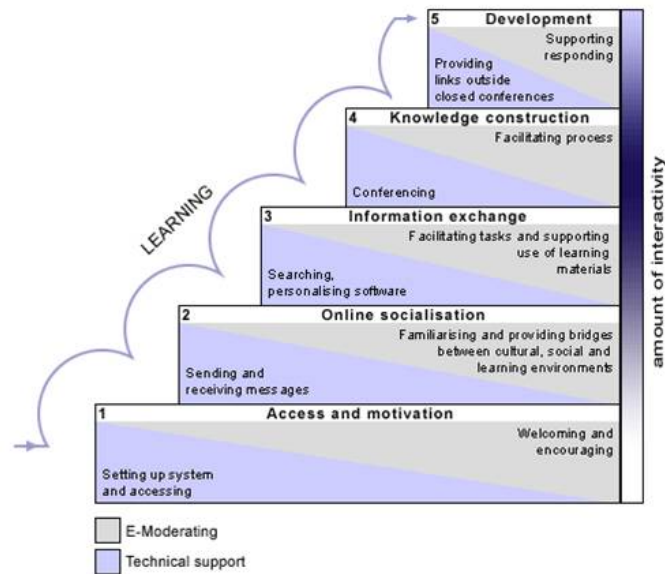 5 Development
Supporting
responding
Providing
links outside
closed conferences
4 Knowledge construction
Facilitating process
Conferencing
3 Information exchange
Facilitating tasks and supporting
use of learning
materials
Searching,
personalising software
2 Online socialisation
Familiarising and providing bridges
between cultural, social and
learning environments
Sending and
receiving messages
1 Access and motivation
Welcoming and
encouraging
Setting up system
and accessing
LEARNING
amount of interactivity
E-Moderating
Technical support